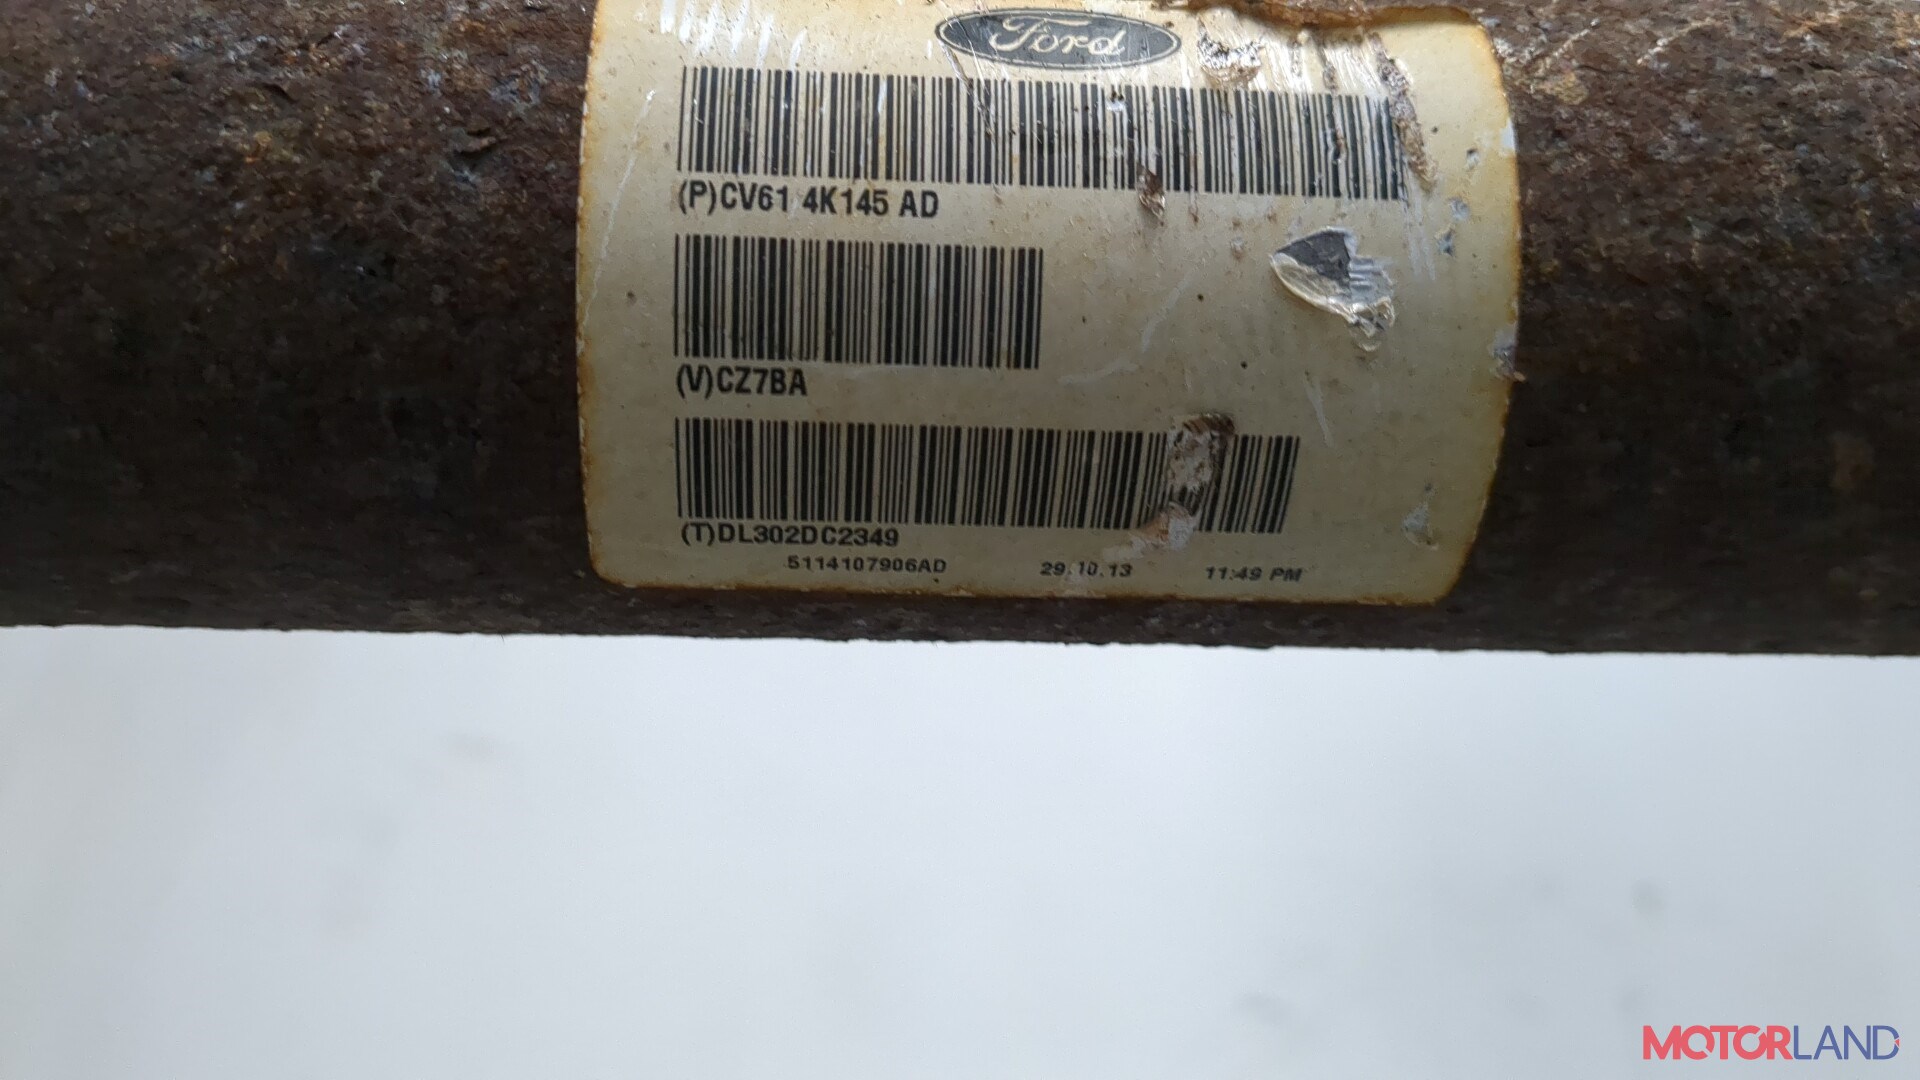 Ford
(P)CV61 4K145 AD
(V)CZ7BA
(T)DL302DC2349
5114107906AD 29.10.13 11:49 PM
MOTORLAND